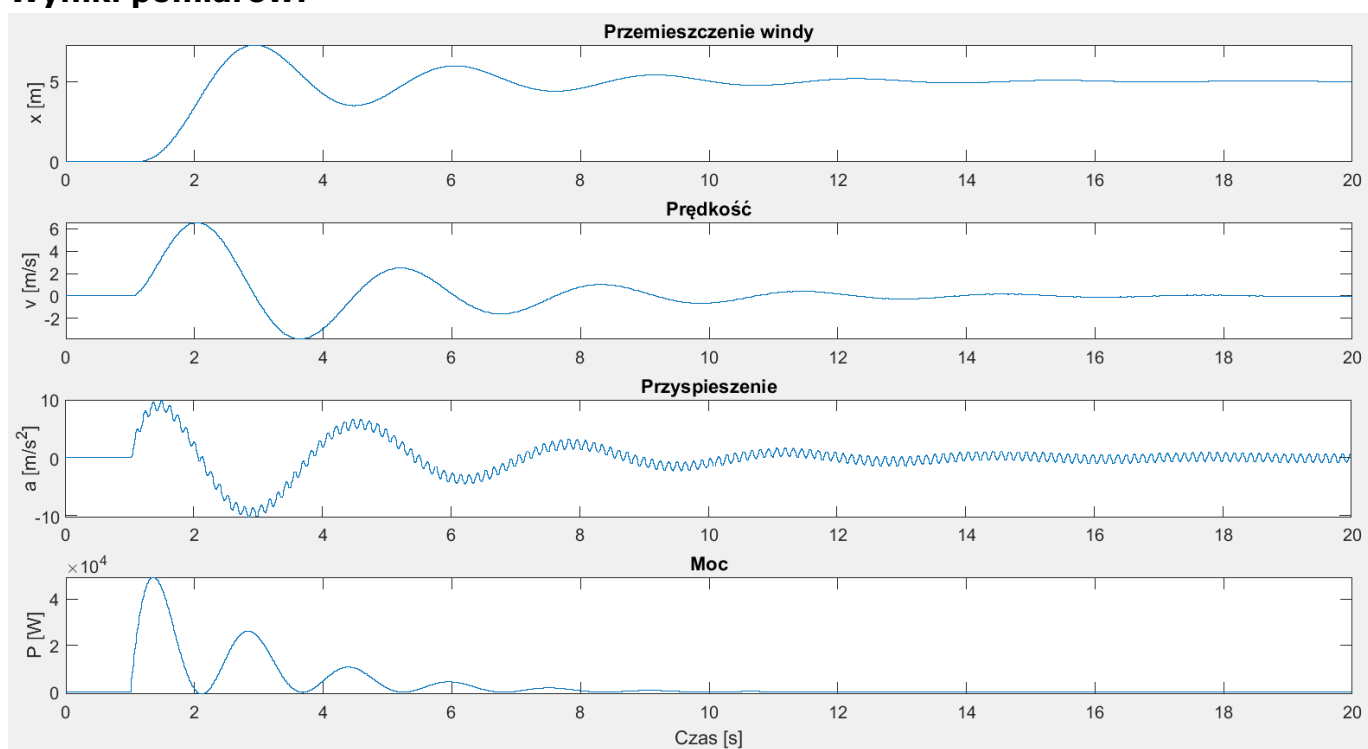 Wyniki pomiarów:
Przemieszczenie windy
x [m]
5
0
0 2 4 6 8 10 12 14 16 18 20
Prędkość
v [m/s]
6
4
2
0
-2
0 2 4 6 8 10 12 14 16 18 20
Przyspieszenie
a [m/s²]
10
0
-10
0 2 4 6 8 10 12 14 16 18 20
×10⁴
Moc
P [W]
4
2
0
0 2 4 6 8 10 12 14 16 18 20
Czas [s]